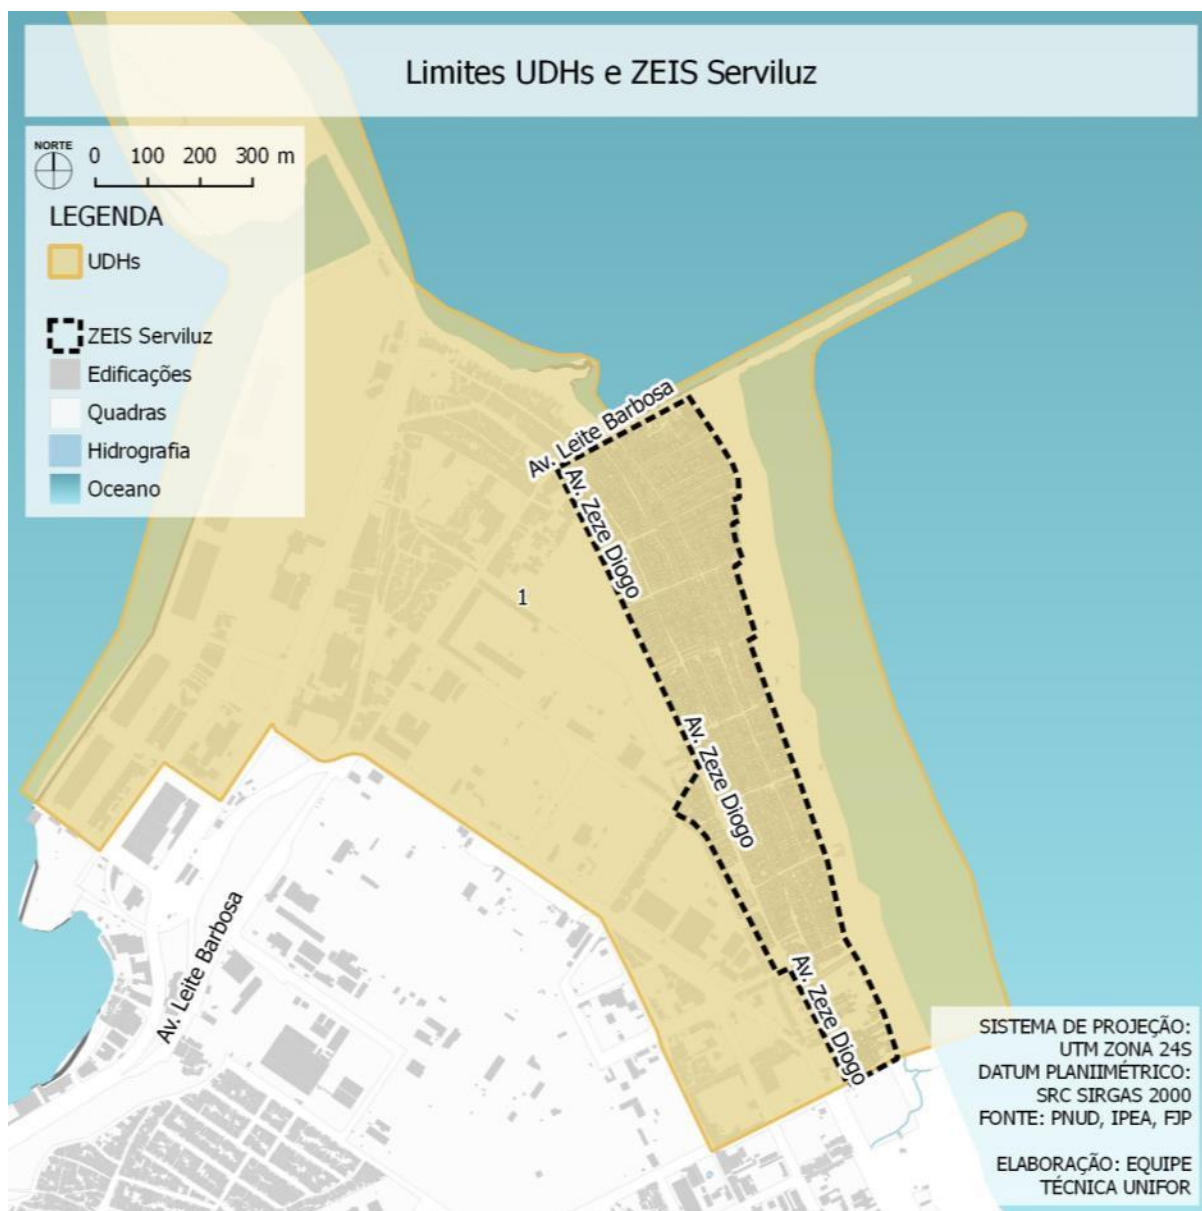 Limites UDHs e ZEIS Serviluz
NORTE
0 100 200 300 m
LEGENDA
UDHs
ZEIS Serviluz
Edificações
Quadras
Hidrografia
Oceano
Av. Leite Barbosa
Av. Zeze Diogo
1
Av. Zeze Diogo
Av. Leite Barbosa
Av. Zeze Diogo
SISTEMA DE PROJEÇÃO:
UTM ZONA 24S
DATUM PLANIIMÉTRICO:
SRC SIRGAS 2000
FONTE: PNUD, IPEA, FJP
ELABORAÇÃO: EQUIPE
TÉCNICA UNIFOR